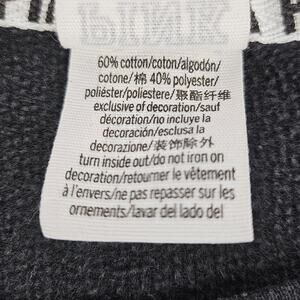 PINK
60% cotton/coton/algodón/
cotone/棉 40% polyester/
poliéster/poliestere/聚酯纤维
exclusive of decoration/sauf
décoration/no incluye la
decoración/esclusa la
decorazione/装饰除外
turn inside out/do not iron on
decoration/retourner le vêtement
à l'envers/ne pas repasser sur les
ornements/lavar del lado del